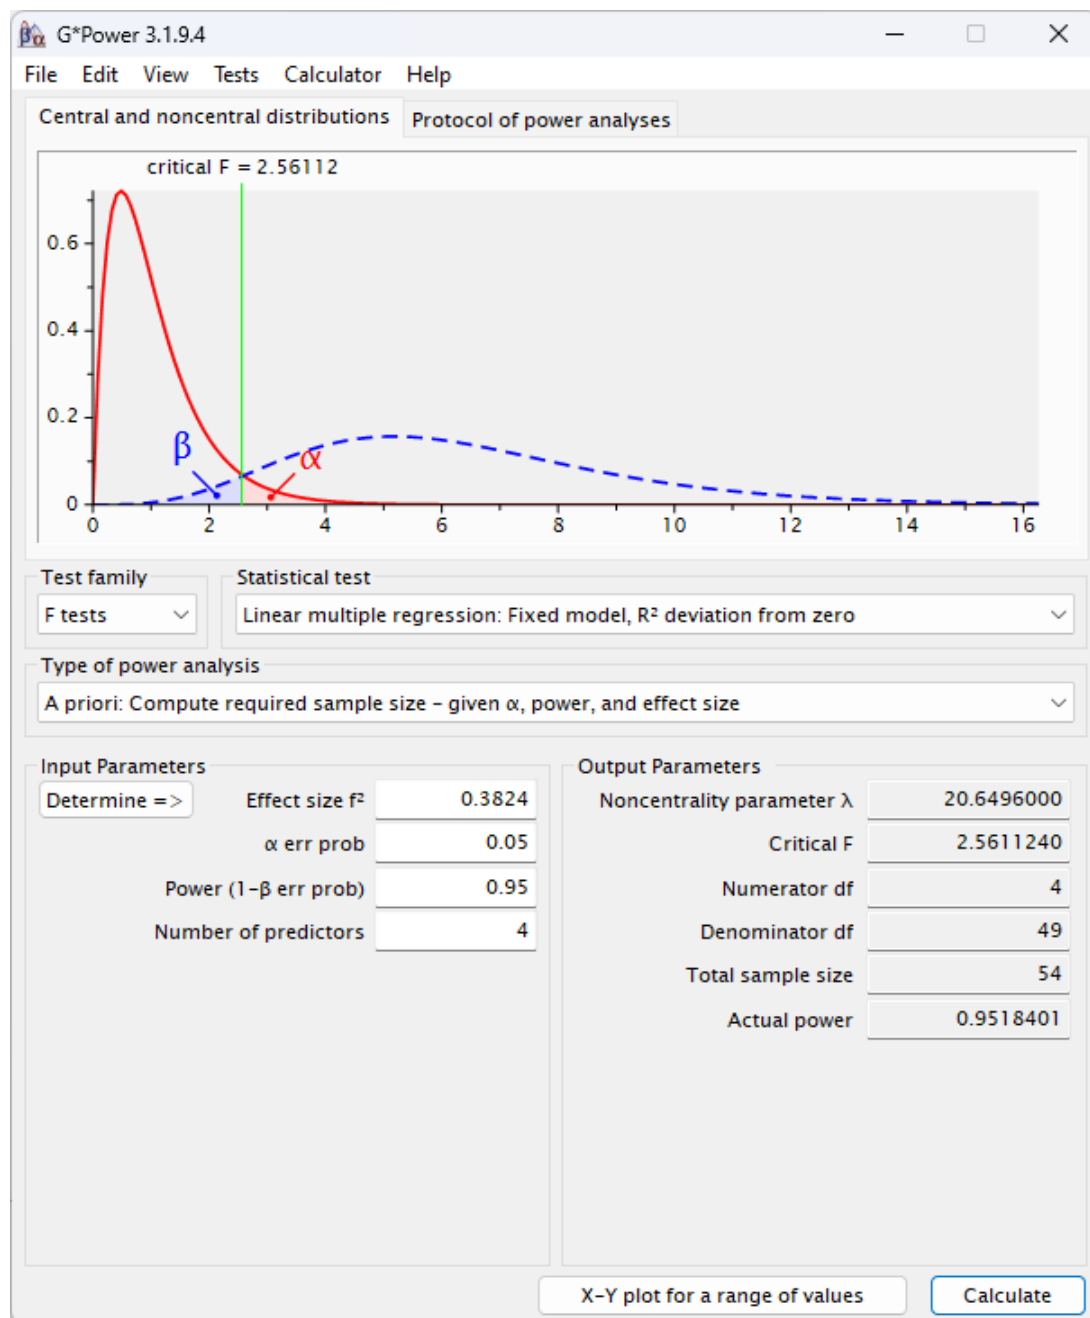 G*Power 3.1.9.4
File Edit View Tests Calculator Help
Central and noncentral distributions Protocol of power analyses
critical F = 2.56112
0.6
0.4
0.2
0
β
α
0 2 4 6 8 10 12 14 16
Test family Statistical test
F tests Linear multiple regression: Fixed model, R² deviation from zero
Type of power analysis
A priori: Compute required sample size – given α, power, and effect size
Input Parameters
Determine => Effect size f² 0.3824
α err prob 0.05
Power (1-β err prob) 0.95
Number of predictors 4
Output Parameters
Noncentrality parameter λ 20.6496000
Critical F 2.5611240
Numerator df 4
Denominator df 49
Total sample size 54
Actual power 0.9518401
X-Y plot for a range of values Calculate